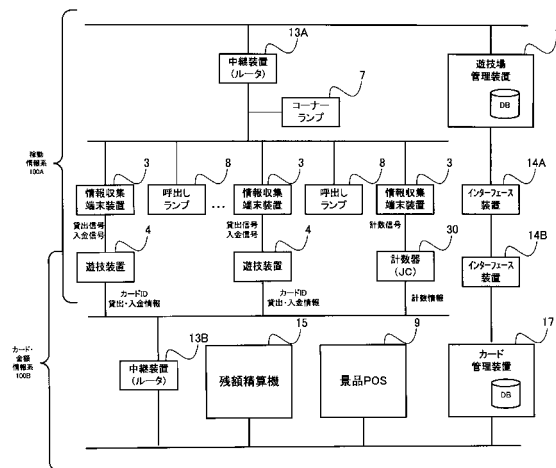 13A
中継装置
(ルータ)
7
コーナー
ランプ
遊技場
管理装置
DB
稼動
情報系
100A
3
情報収集
端末装置
8
呼出し
ランプ
...
3
情報収集
端末装置
8
呼出し
ランプ
3
情報収集
端末装置
14A
インターフェース
装置
貸出信号
入金信号
貸出信号
入金信号
計数信号
4
遊技装置
4
遊技装置
30
計数器
(JC)
14B
インターフェース
装置
カードID
貸出・入金情報
カードID
貸出・入金情報
計数情報
カード・
金額
情報系
100B
13B
中継装置
(ルータ)
15
残額精算機
9
景品POS
17
カード
管理装置
DB